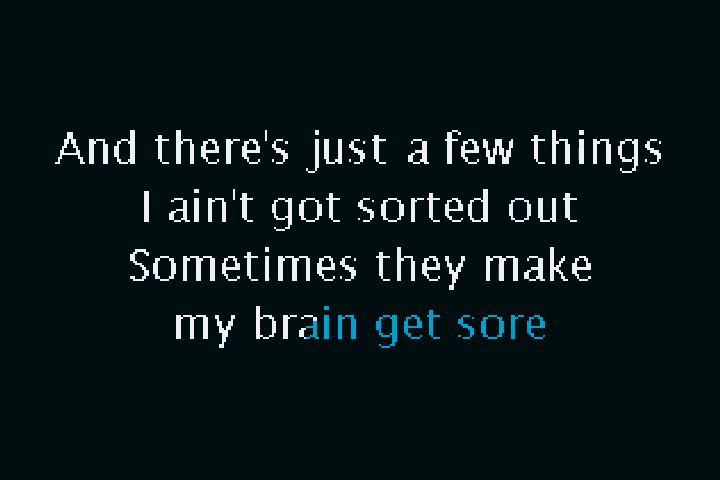 And there's just a few things
I ain't got sorted out
Sometimes they make
my brain get sore